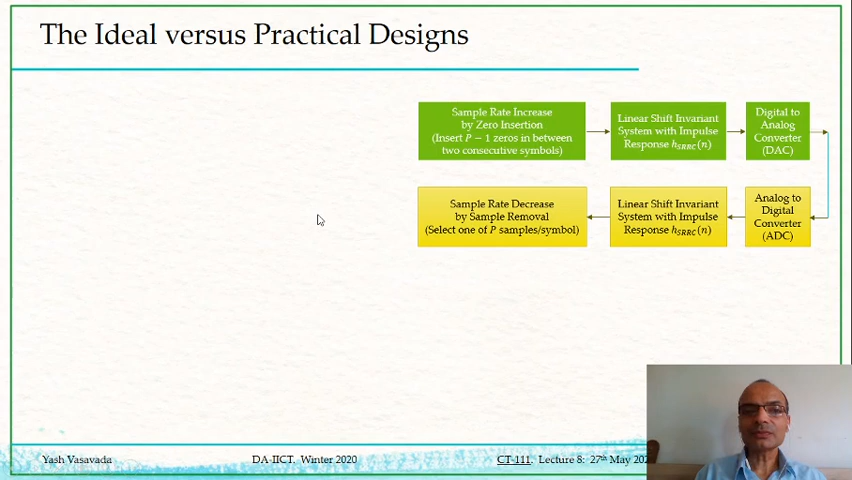 The Ideal versus Practical Designs
Sample Rate Increase
by Zero Insertion
(Insert P − 1 zeros in between
two consecutive symbols)
Linear Shift Invariant
System with Impulse
Response hSRRC(n)
Digital to
Analog
Converter
(DAC)
Sample Rate Decrease
by Sample Removal
(Select one of P samples/symbol)
Linear Shift Invariant
System with Impulse
Response hSRRC(n)
Analog to
Digital
Converter
(ADC)
Yash Vasavada
DA-IICT, Winter 2020
CT-111, Lecture 8: 27th May